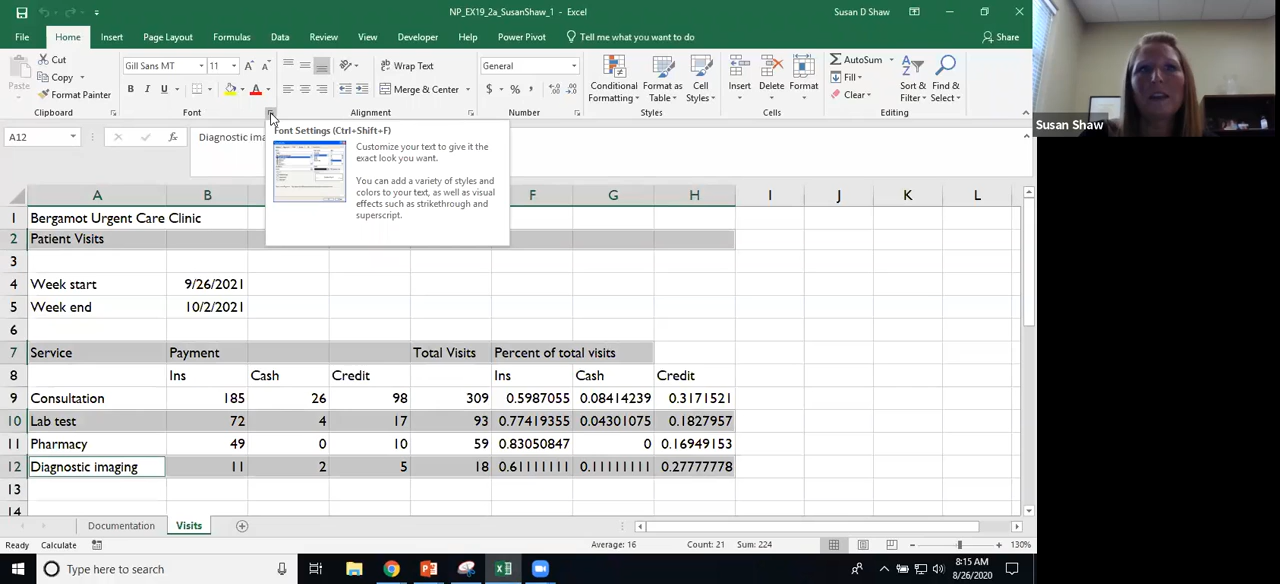 NP_EX19_2a_SusanShaw_1 - Excel
Susan D Shaw
File Home Insert Page Layout Formulas Data Review View Developer Help Power Pivot Tell me what you want to do Share
Paste
Cut
Copy
Format Painter
Clipboard
Gill Sans MT 11 A A
B I U A
Font
Wrap Text
Merge & Center
Alignment
General
$ % ,
Number
Conditional Formatting
Format as Table
Cell Styles
Styles
Insert
Delete
Format
Cells
AutoSum
Fill
Clear
Sort & Filter
Find & Select
Editing
A12 fx Diagnostic ima
Font Settings (Ctrl+Shift+F)
Customize your text to give it the
exact look you want.
You can add a variety of styles and
colors to your text, as well as visual
effects such as strikethrough and
superscript.
Susan Shaw
A B F G H I J K L
1 Bergamot Urgent Care Clinic
2 Patient Visits
3
4 Week start 9/26/2021
5 Week end 10/2/2021
6
7 Service Payment Total Visits Percent of total visits
8 Ins Cash Credit Ins Cash Credit
9 Consultation 185 26 98 309 0.5987055 0.08414239 0.3171521
10 Lab test 72 4 17 93 0.77419355 0.04301075 0.1827957
11 Pharmacy 49 0 10 59 0.83050847 0 0.16949153
12 Diagnostic imaging 11 2 5 18 0.61111111 0.11111111 0.27777778
13
14
Documentation Visits
Ready Calculate Average: 16 Count: 21 Sum: 224 130%
Type here to search
8:15 AM
8/26/2020